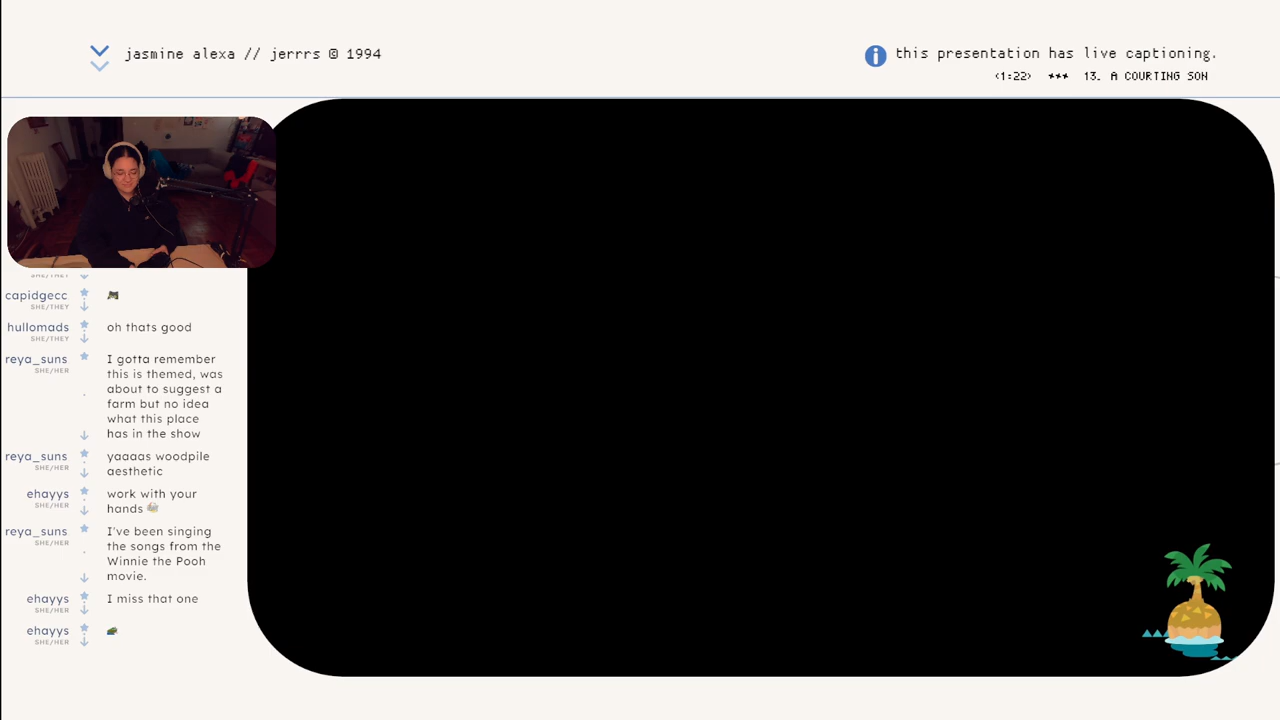 jasmine alexa // jerrrs © 1994
this presentation has live captioning.
<1:22> *** 13. A COURTING SON
SHE/THEY
capidgecc
SHE/THEY
hullomads oh thats good
SHE/THEY
reya_suns I gotta remember
SHE/HER this is themed, was
about to suggest a
farm but no idea
what this place
has in the show
reya_suns yaaaas woodpile
SHE/HER aesthetic
ehayys work with your
SHE/HER hands
reya_suns I've been singing
SHE/HER the songs from the
Winnie the Pooh
movie.
ehayys I miss that one
SHE/HER
ehayys
SHE/HER